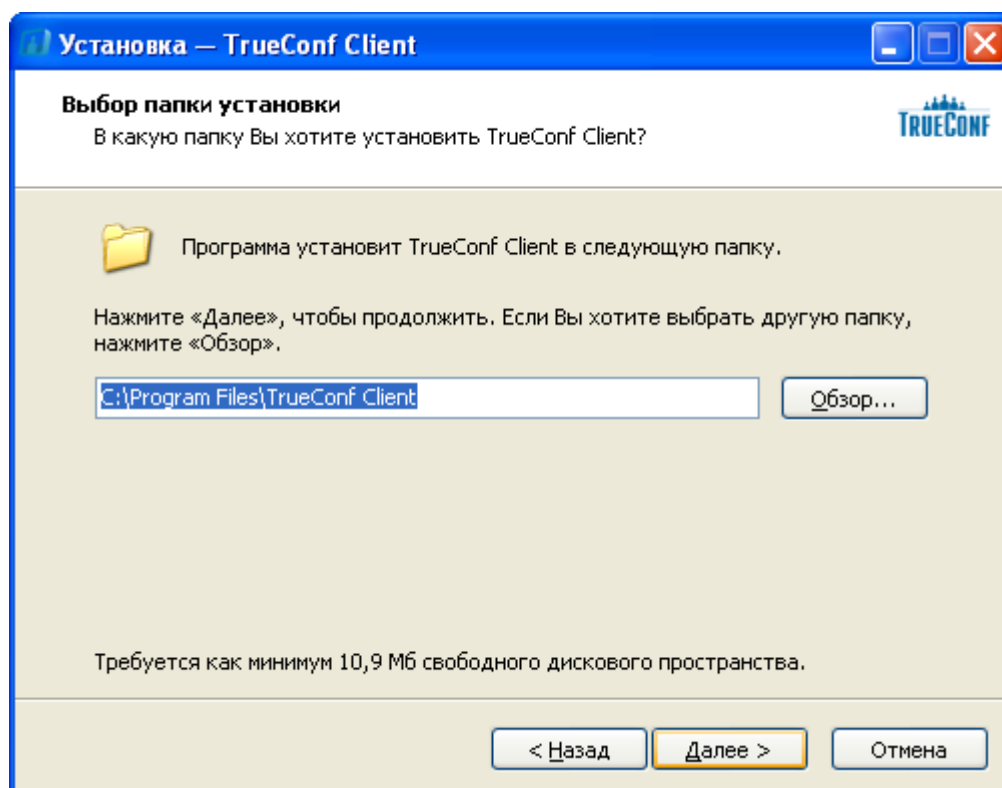 Установка — TrueConf Client
Выбор папки установки
В какую папку Вы хотите установить TrueConf Client?
TRUECONF
Программа установит TrueConf Client в следующую папку.
Нажмите «Далее», чтобы продолжить. Если Вы хотите выбрать другую папку,
нажмите «Обзор».
C:\Program Files\TrueConf Client
Обзор...
Требуется как минимум 10,9 Мб свободного дискового пространства.
< Назад
Далее >
Отмена